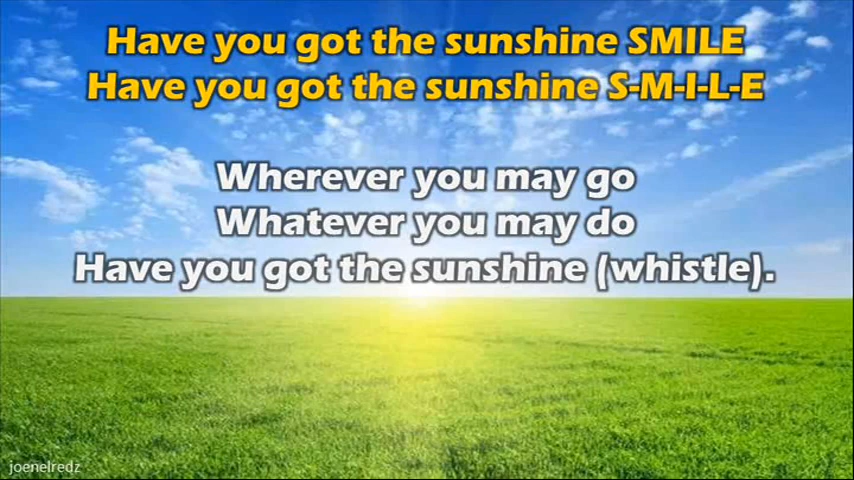 Have you got the sunshine SMILE
Have you got the sunshine S-M-I-L-E
Wherever you may go
Whatever you may do
Have you got the sunshine (whistle).
joenelredz